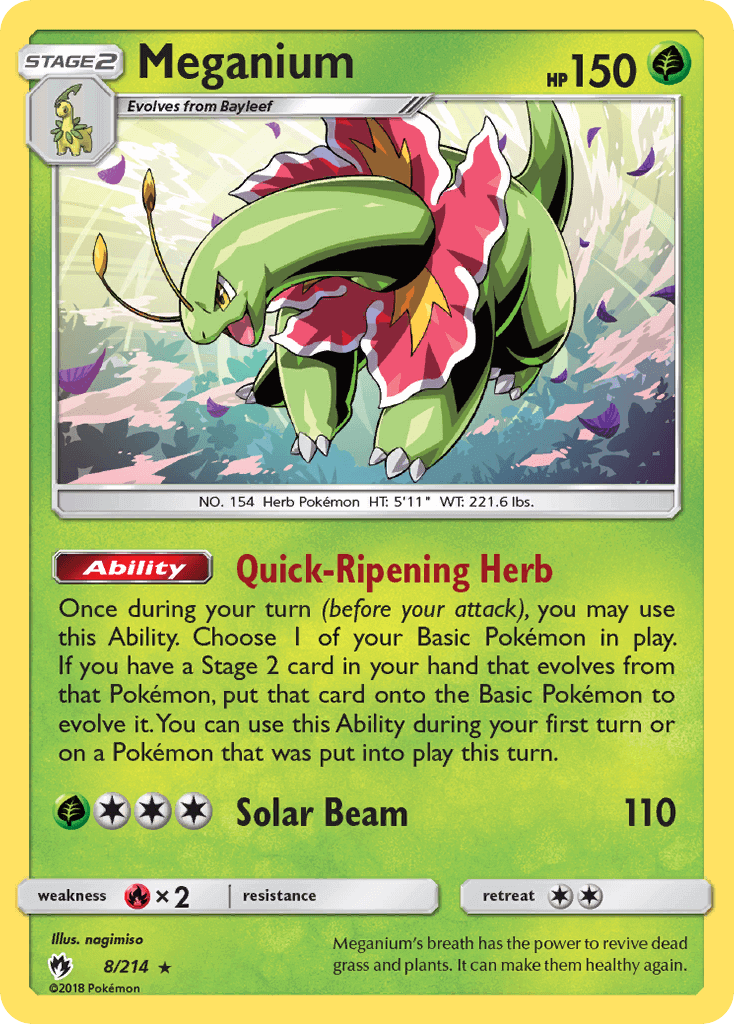 STAGE2 Meganium HP150
Evolves from Bayleef
NO. 154 Herb Pokémon HT: 5'11" WT: 221.6 lbs.
Ability Quick-Ripening Herb
Once during your turn (before your attack), you may use
this Ability. Choose 1 of your Basic Pokémon in play.
If you have a Stage 2 card in your hand that evolves from
that Pokémon, put that card onto the Basic Pokémon to
evolve it. You can use this Ability during your first turn or
on a Pokémon that was put into play this turn.
Solar Beam 110
weakness ×2 resistance retreat
Illus. nagimiso
Meganium's breath has the power to revive dead
grass and plants. It can make them healthy again.
8/214 ★
©2018 Pokémon